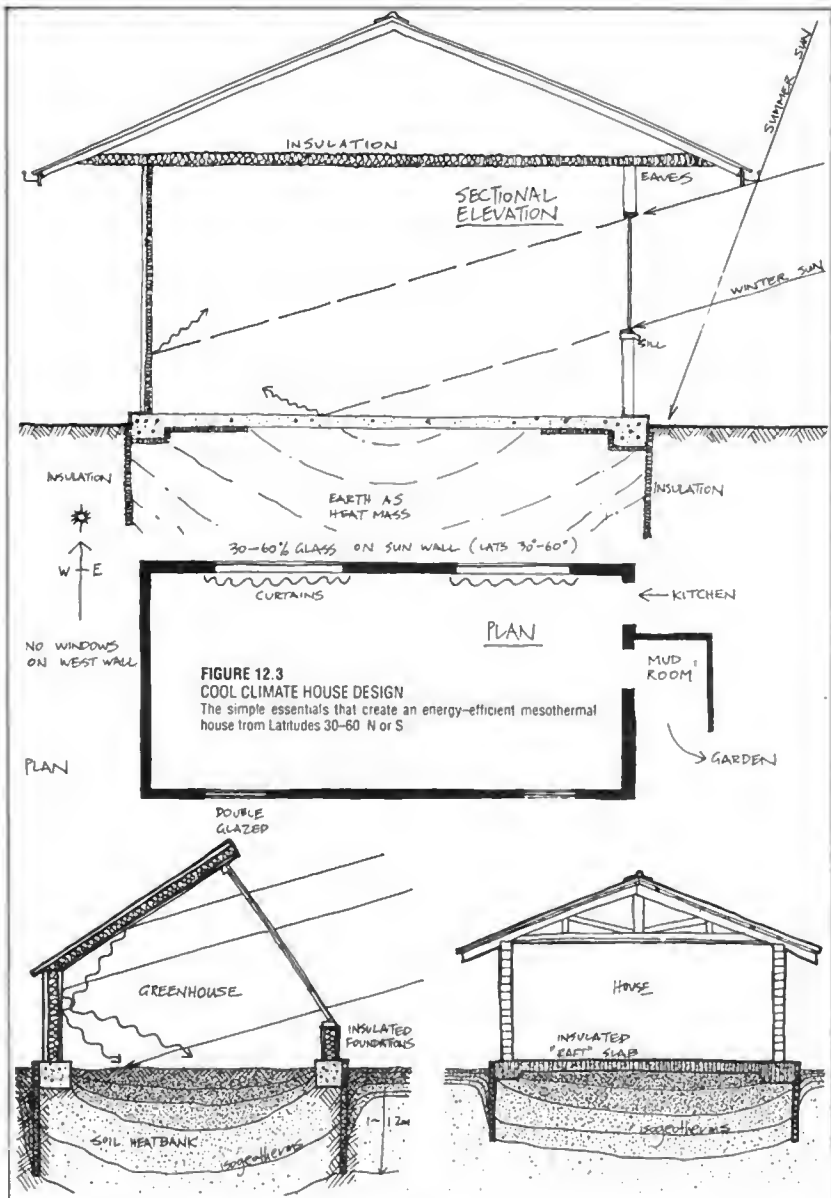 SUMMER SUN
INSULATION
EAVES
SECTIONAL
ELEVATION
WINTER SUN
SILL
INSULATION
EARTH AS
HEAT MASS
INSULATION
30-60% GLASS ON SUN WALL (LATS 30°-60°)
W E
CURTAINS
KITCHEN
PLAN
NO WINDOWS
ON WEST WALL
MUD
ROOM
FIGURE 12.3
COOL CLIMATE HOUSE DESIGN
The simple essentials that create an energy-efficient mesothermal
house from Latitudes 30-60 N or S
PLAN
GARDEN
DOUBLE
GLAZED
GREENHOUSE
INSULATED
FOUNDATIONS
SOIL HEATBANK
isogeotherms
HOUSE
INSULATED
"RAFT" SLAB
isogeotherms